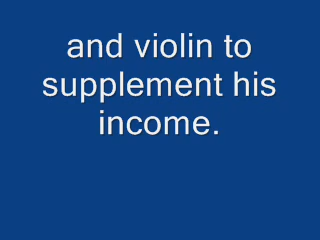 and violin to
supplement his
income.